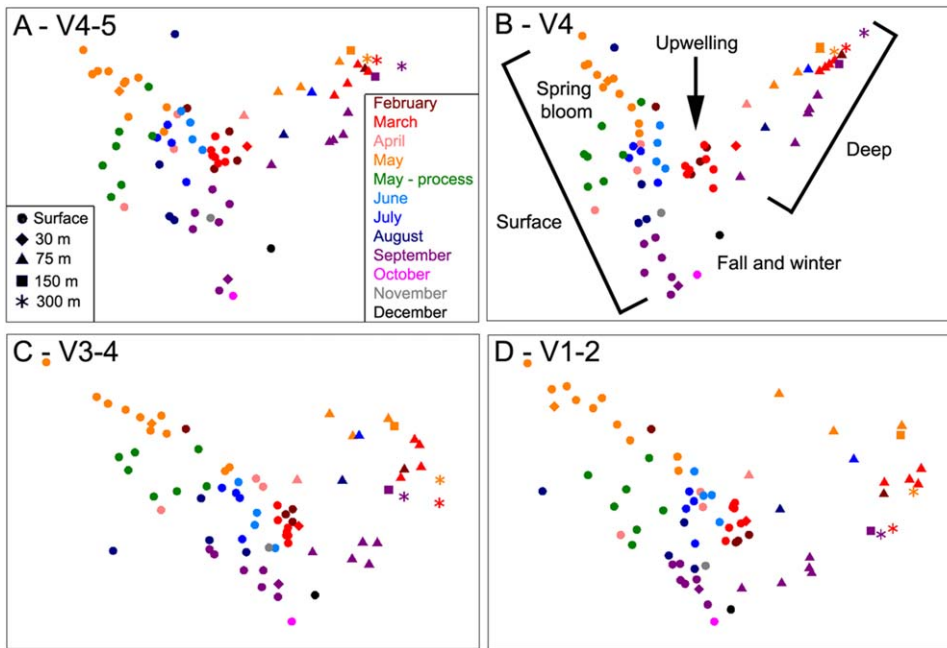 A - V4-5
February
March
April
May
May - process
June
July
August
September
October
November
December
Surface
30 m
75 m
150 m
300 m
B - V4
Upwelling
Spring
bloom
Deep
Surface
Fall and winter
C - V3-4
D - V1-2